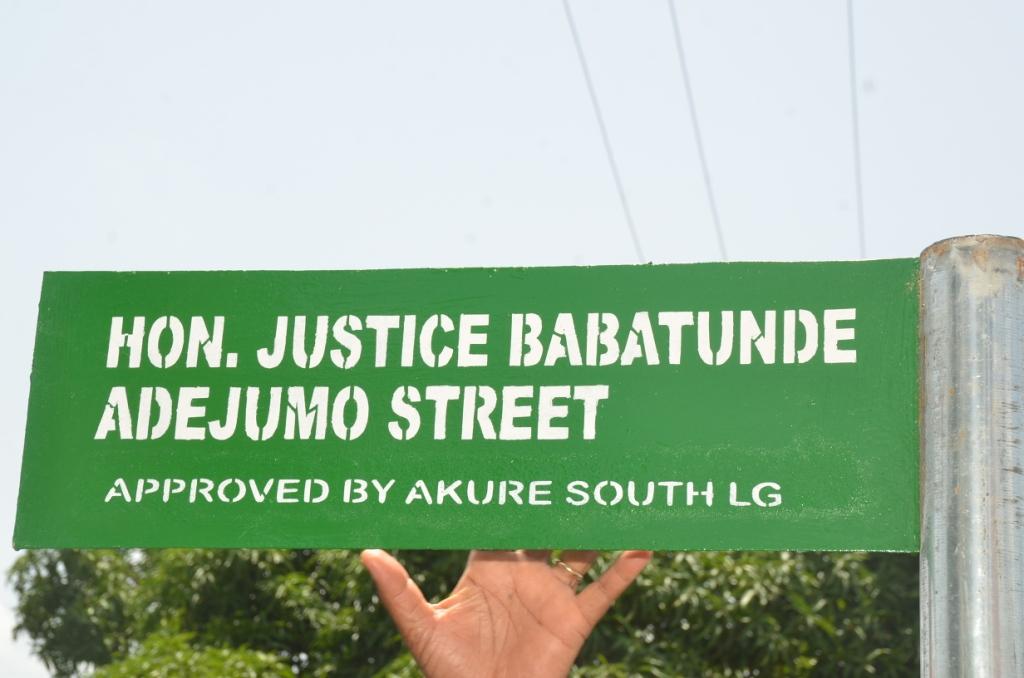 HON. JUSTICE BABATUNDE
ADEJUMO STREET
APPROVED BY AKURE SOUTH LG